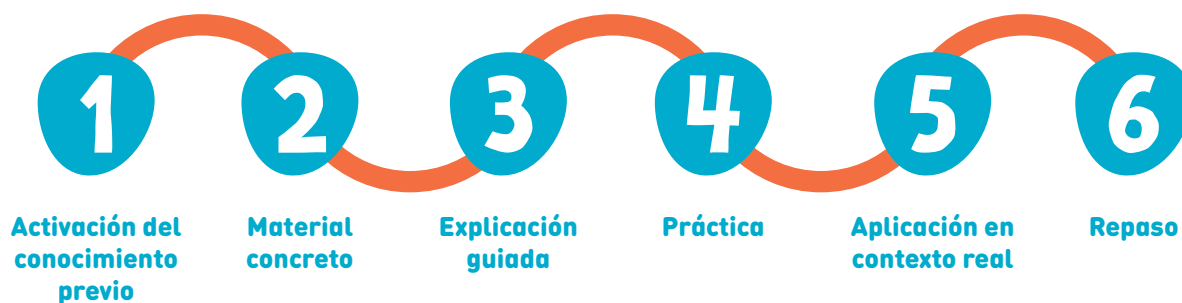 1
2
3
4
5
6
Activación del
conocimiento
previo
Material
concreto
Explicación
guiada
Práctica
Aplicación en
contexto real
Repaso